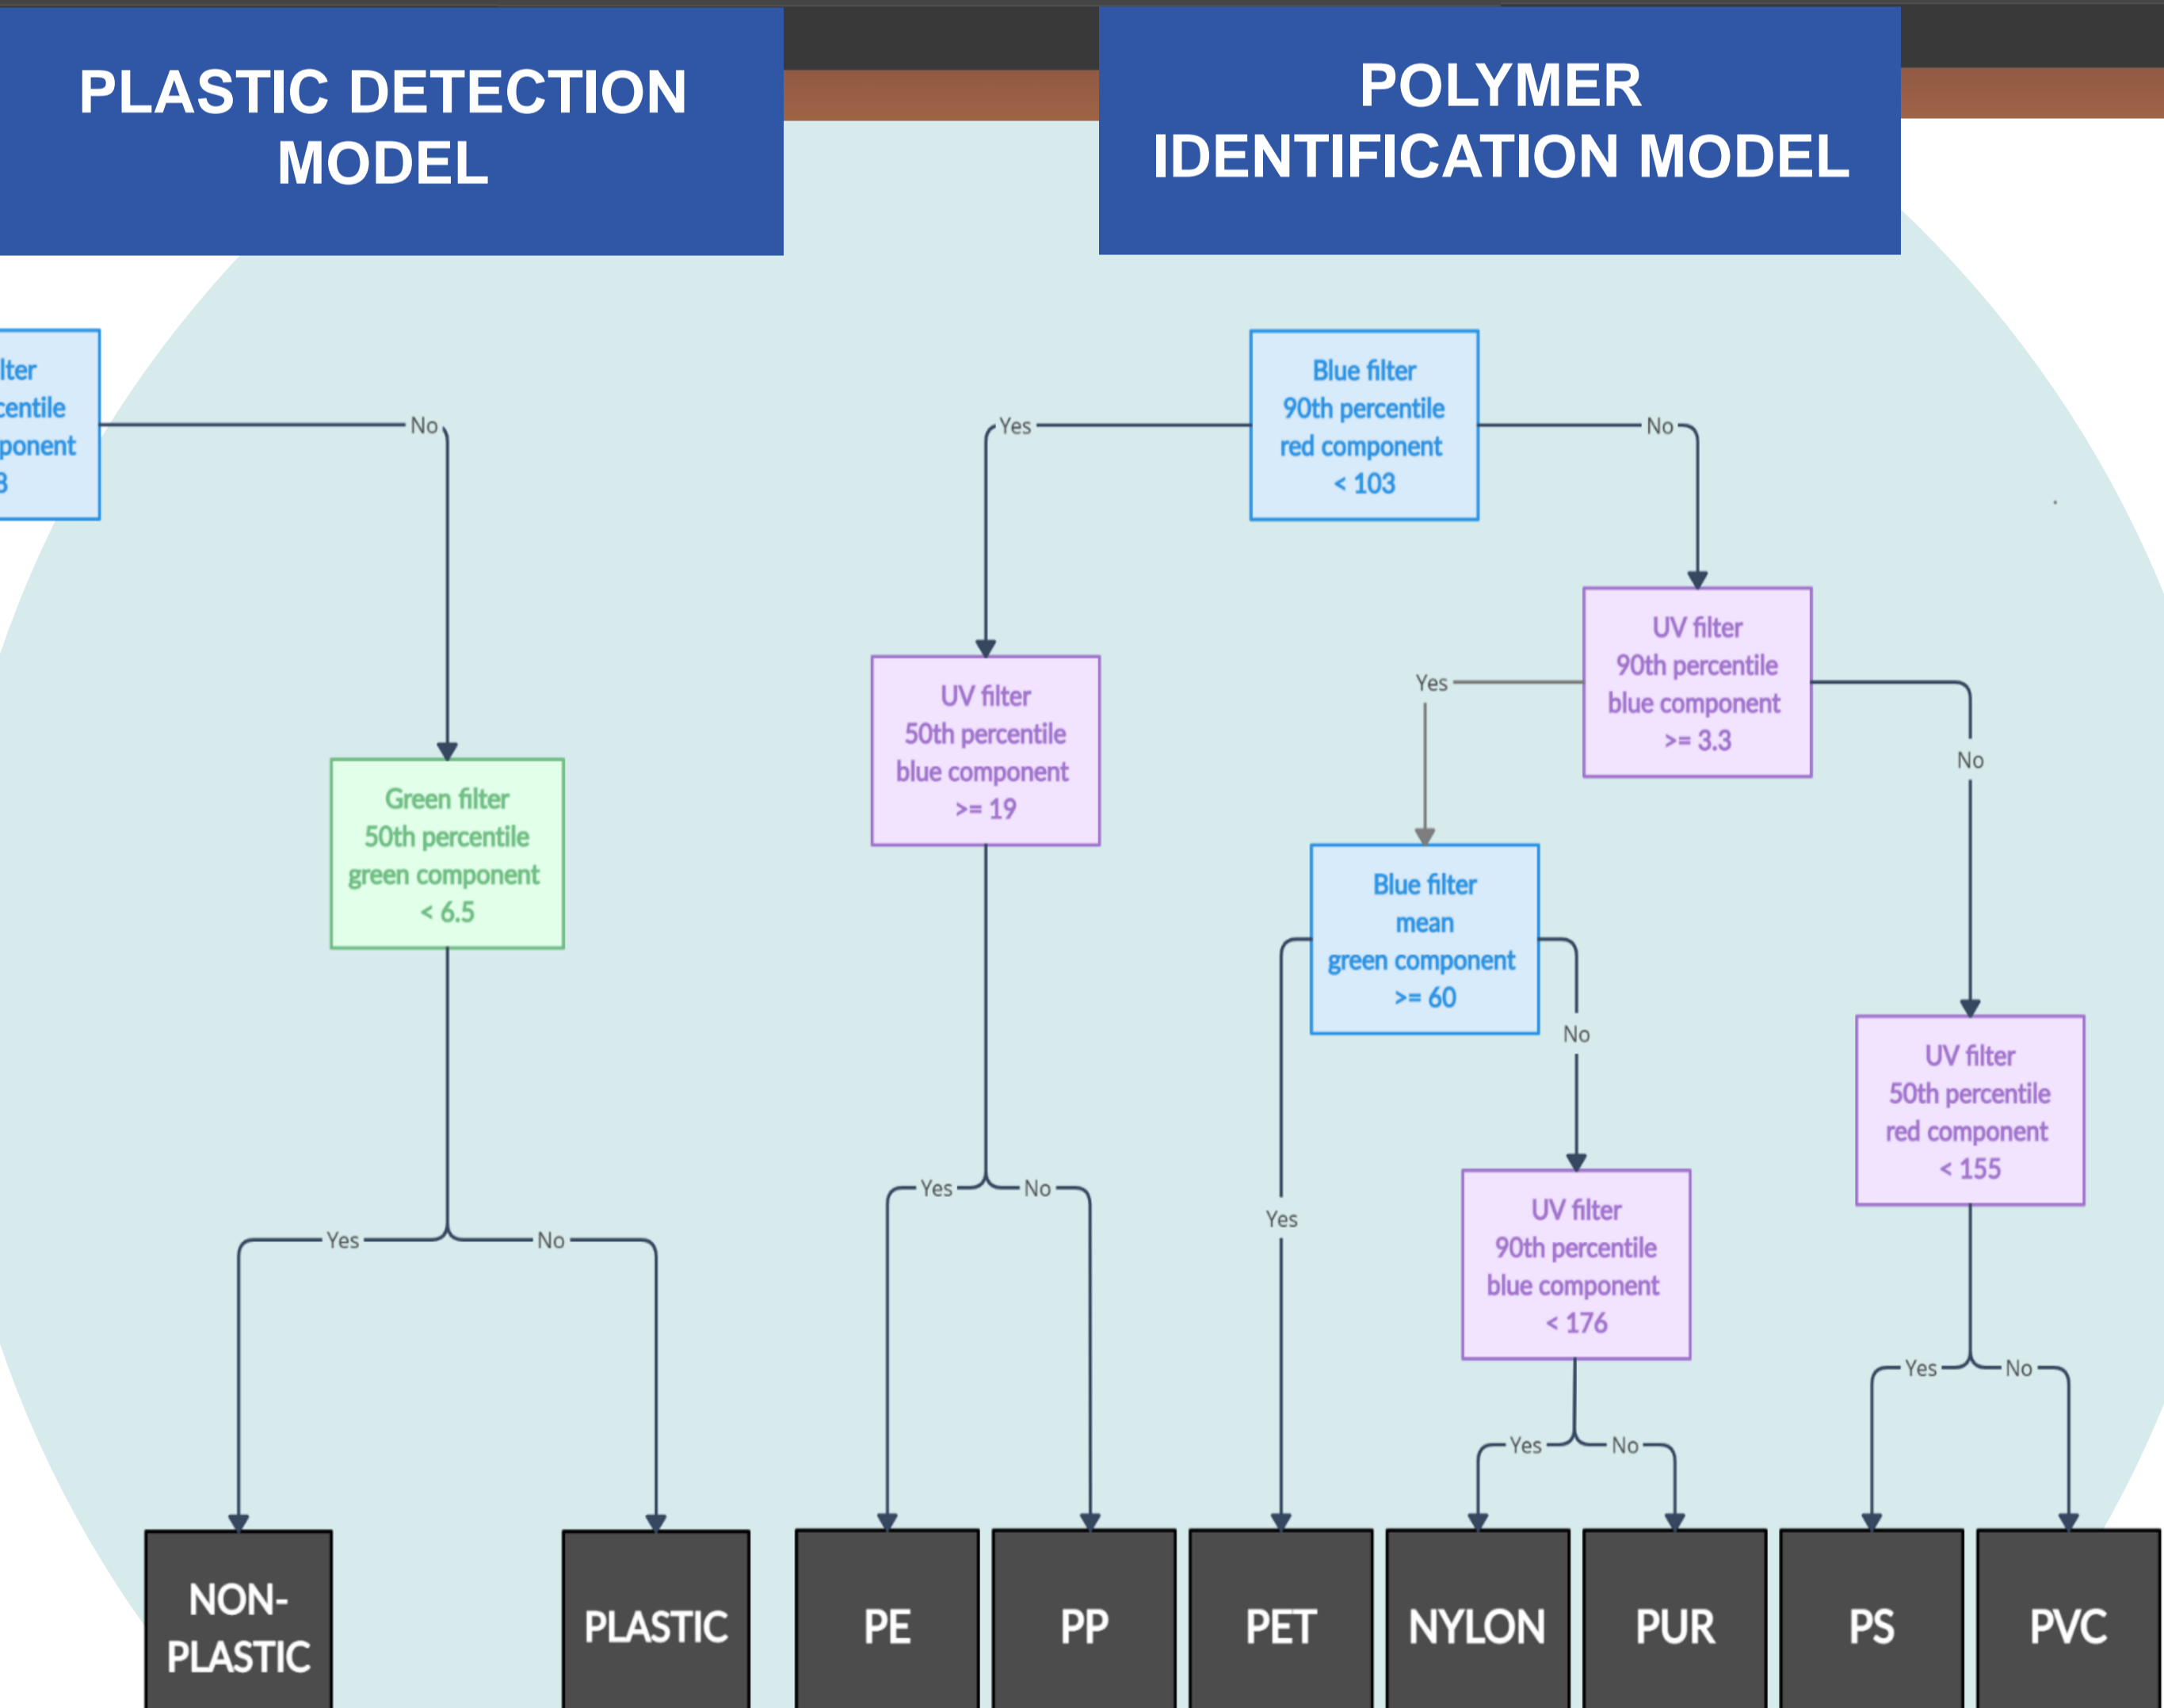 PLASTIC DETECTION
MODEL
POLYMER
IDENTIFICATION MODEL
No
Green filter
50th percentile
green component
< 6.5
Yes
No
NON-
PLASTIC
PLASTIC
Blue filter
90th percentile
red component
< 103
Yes
No
UV filter
50th percentile
blue component
>= 19
Yes
No
UV filter
90th percentile
blue component
>= 3.3
Yes
No
Blue filter
mean
green component
>= 60
Yes
No
UV filter
90th percentile
blue component
< 176
Yes
No
UV filter
50th percentile
red component
< 155
Yes
No
PE
PP
PET
NYLON
PUR
PS
PVC